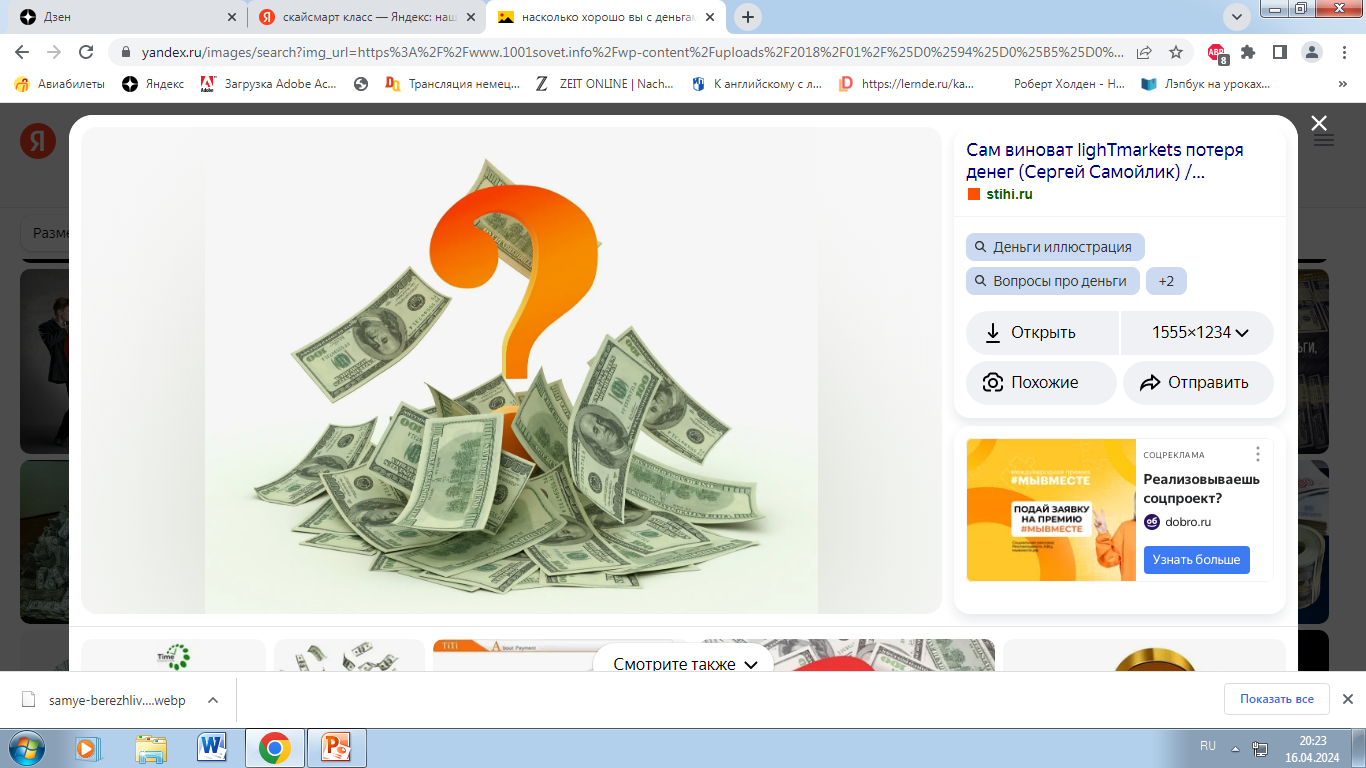 Дзен
скайсмарт класс — Яндекс: наш
насколько хорошо вы с деньгам
yandex.ru/images/search?img_url=https%3A%2F%2Fwww.1001sovet.info%2Fwp-content%2Fuploads%2F2018%2F01%2F%25D0%2594%25D0%25B5%25D0%...
ABP
8
Авиабилеты
Яндекс
Загрузка Adobe Ac...
Трансляция немец...
ZEIT ONLINE | Nach...
К английскому с л...
https://lernde.ru/ka...
Роберт Холден - Н...
Лэпбук на уроках...
»
Я
Разме
Сам виноват lighTmarkets потеря
денег (Сергей Самойлик) /...
stihi.ru
Деньги иллюстрация
Вопросы про деньги
+2
Открыть
1555×1234
Похожие
Отправить
#МЫВМЕСТЕ
ПОДАЙ ЗАЯВКУ
НА ПРЕМИЮ
#МЫВМЕСТЕ
СОЦРЕКЛАМА
Реализовываешь
соцпроект?
dobro.ru
Узнать больше
Time
TiTi
Смотрите также
samye-berezhliv....webp
Показать все
RU
20:23
16.04.2024